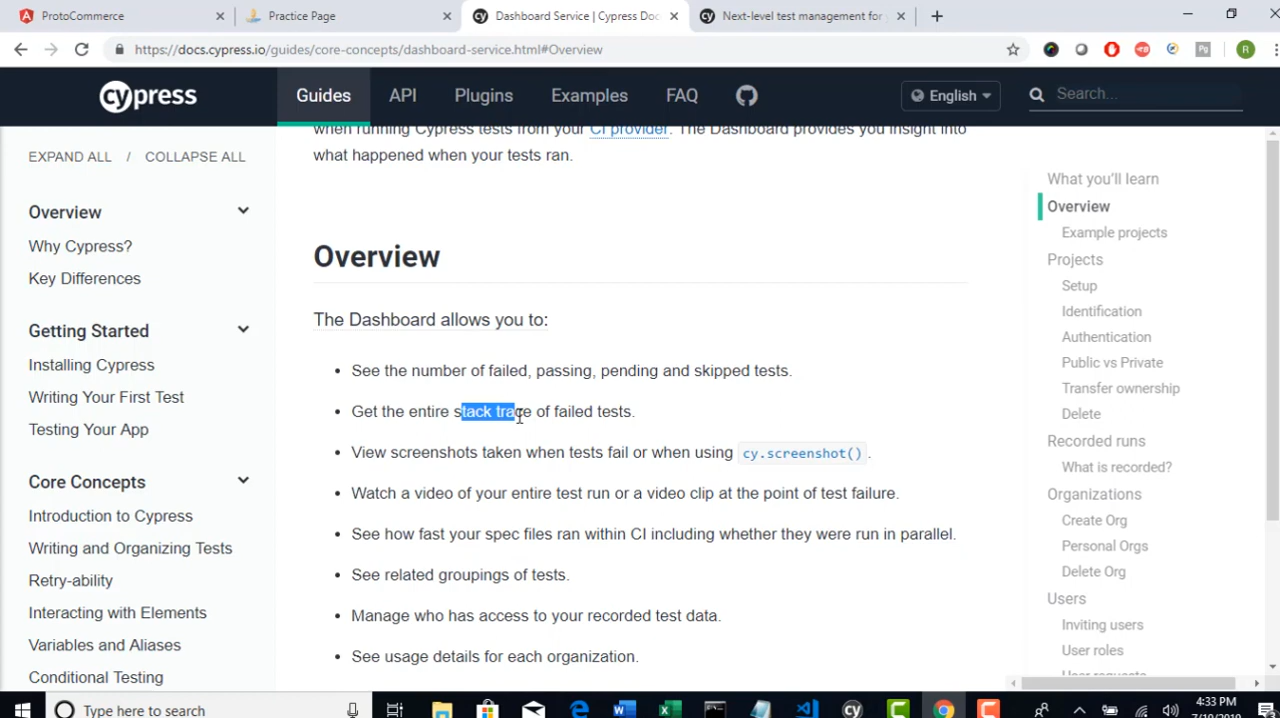 ProtoCommerce
Practice Page
Dashboard Service | Cypress Doc
Next-level test management for
https://docs.cypress.io/guides/core-concepts/dashboard-service.html#Overview
R
cypress
Guides
API
Plugins
Examples
FAQ
English
Search...
EXPAND ALL / COLLAPSE ALL
Overview
Why Cypress?
Key Differences
Getting Started
Installing Cypress
Writing Your First Test
Testing Your App
Core Concepts
Introduction to Cypress
Writing and Organizing Tests
Retry-ability
Interacting with Elements
Variables and Aliases
Conditional Testing
when running Cypress tests from your CI provider. The Dashboard provides you insight into
what happened when your tests ran.
Overview
The Dashboard allows you to:
• See the number of failed, passing, pending and skipped tests.
• Get the entire stack trace of failed tests.
• View screenshots taken when tests fail or when using cy.screenshot() .
• Watch a video of your entire test run or a video clip at the point of test failure.
• See how fast your spec files ran within CI including whether they were run in parallel.
• See related groupings of tests.
• Manage who has access to your recorded test data.
• See usage details for each organization.
What you'll learn
Overview
Example projects
Projects
Setup
Identification
Authentication
Public vs Private
Transfer ownership
Delete
Recorded runs
What is recorded?
Organizations
Create Org
Personal Orgs
Delete Org
Users
Inviting users
User roles
User requests
Type here to search
4:33 PM